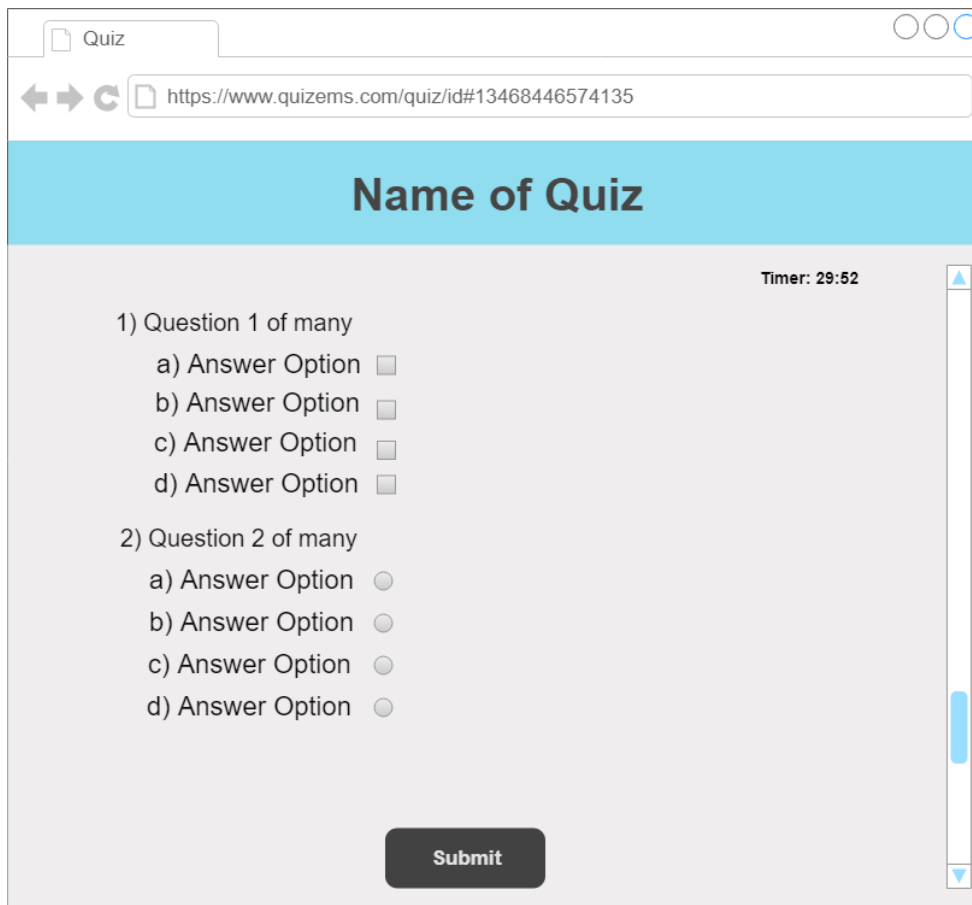 Quiz
https://www.quizems.com/quiz/id#13468446574135
Name of Quiz
Timer: 29:52
1) Question 1 of many
a) Answer Option
b) Answer Option
c) Answer Option
d) Answer Option
2) Question 2 of many
a) Answer Option
b) Answer Option
c) Answer Option
d) Answer Option
Submit